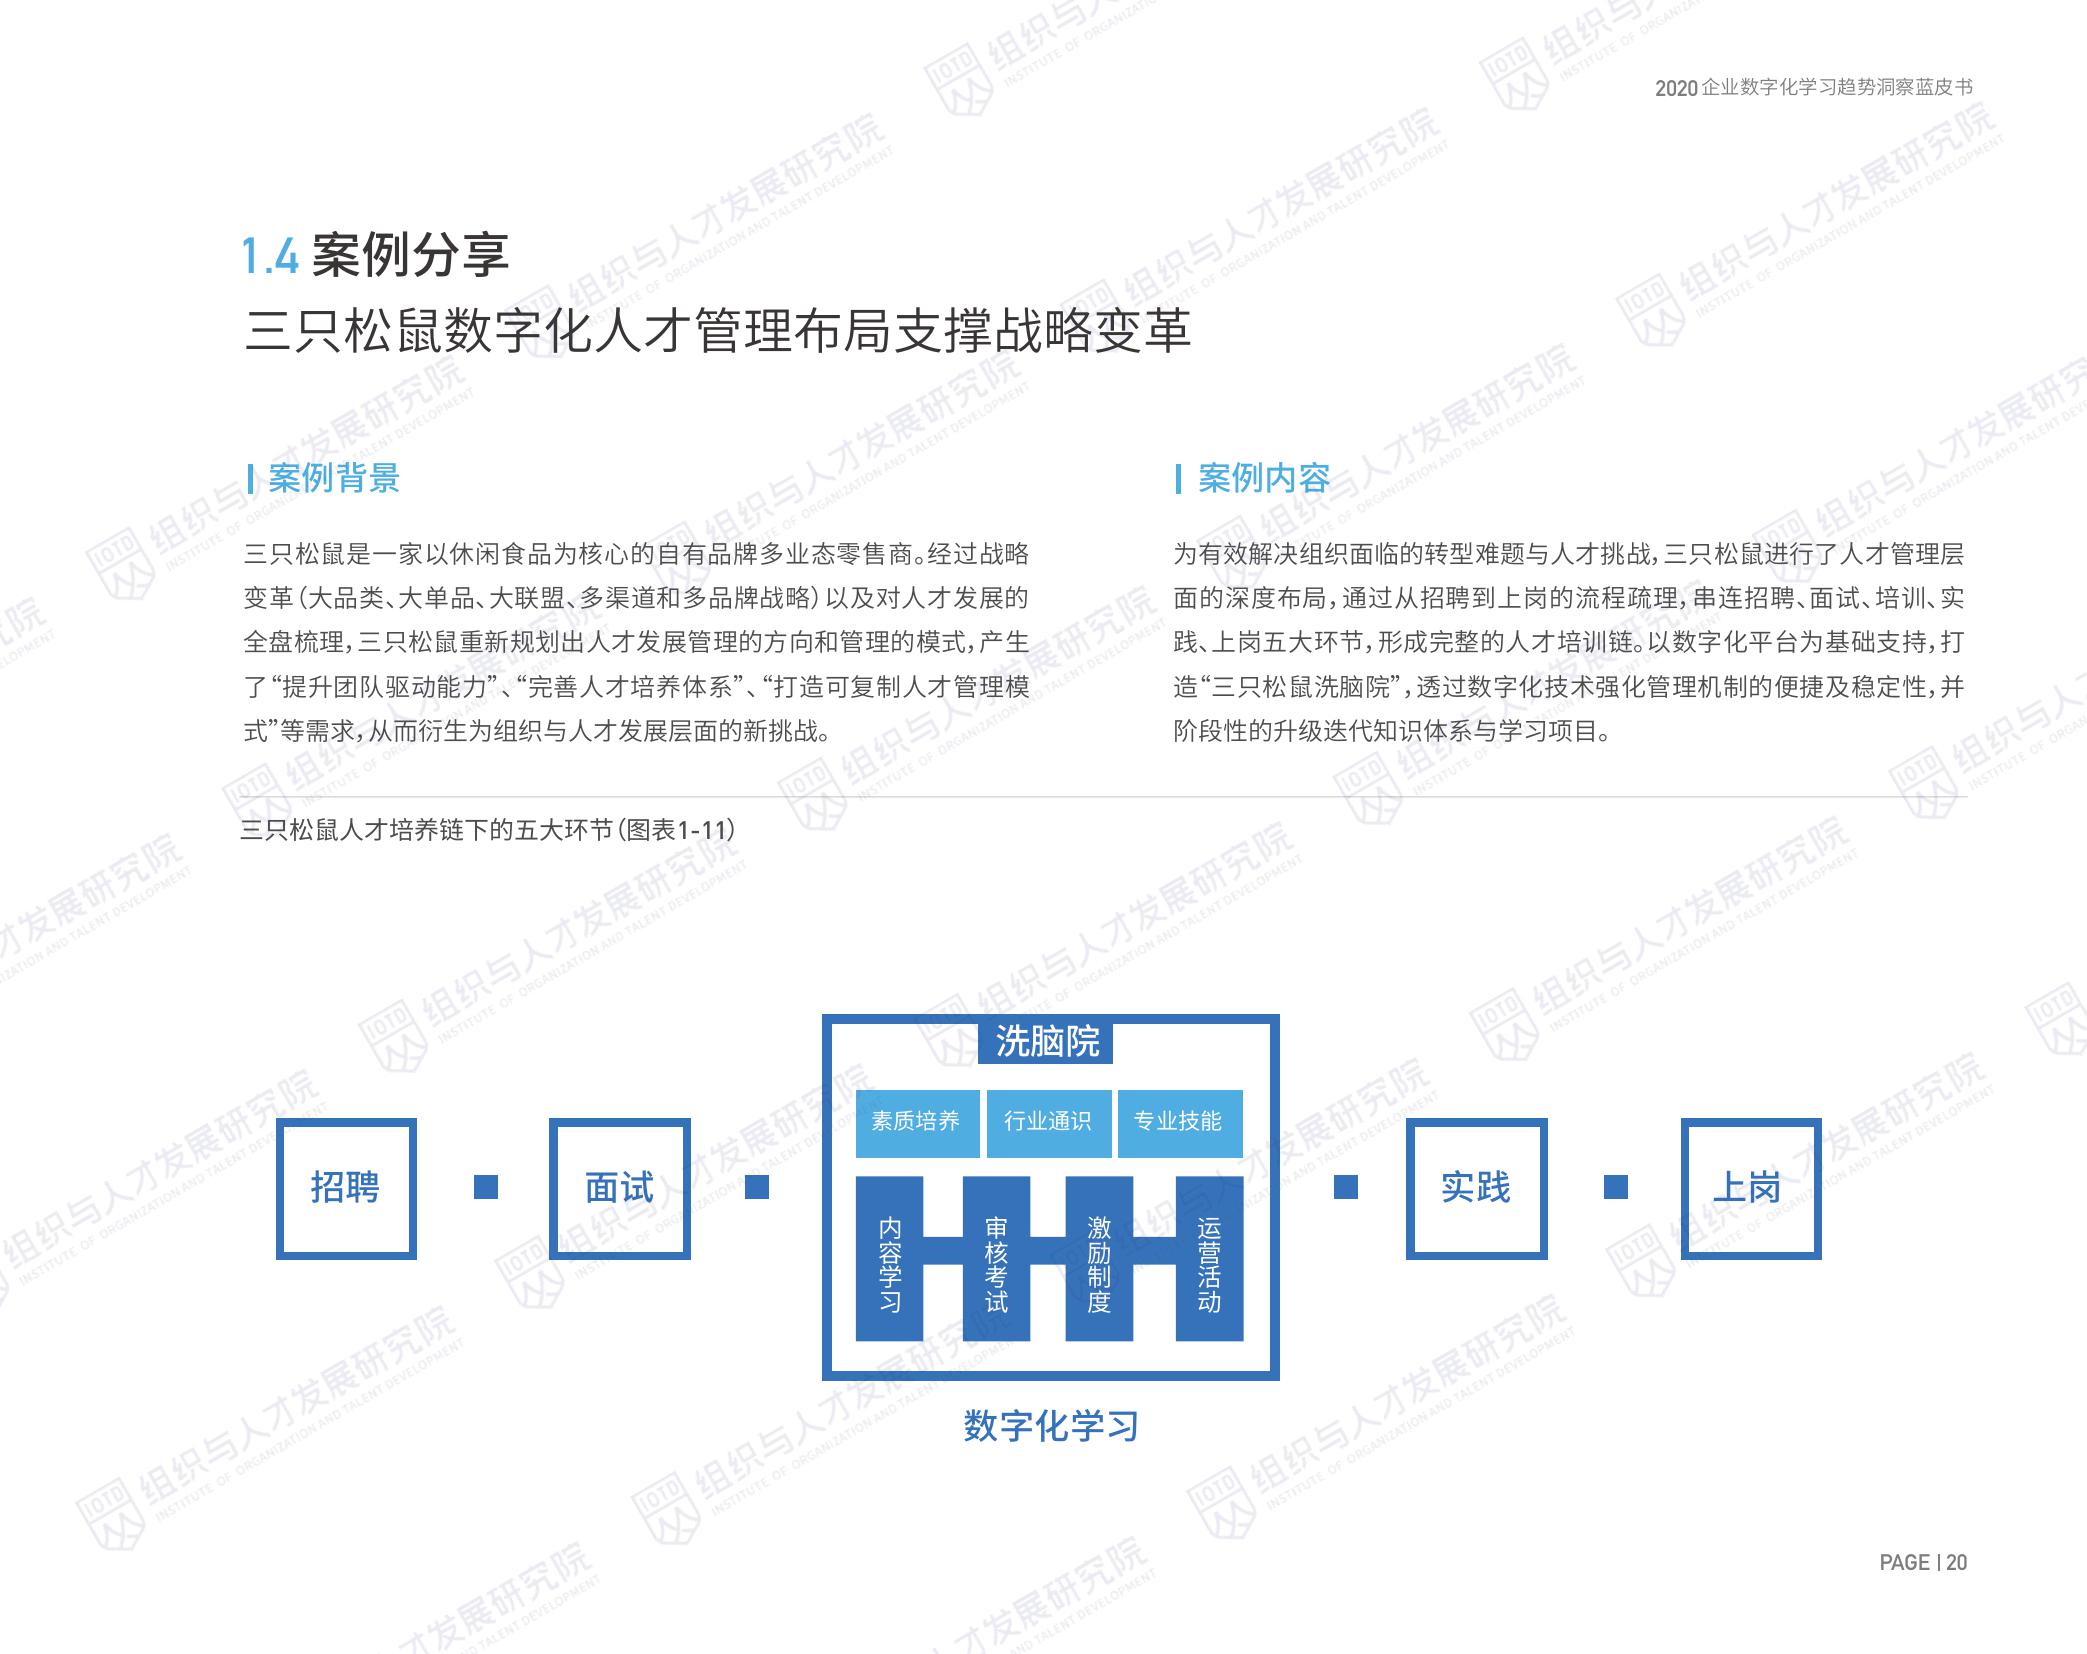 2020 企业数字化学习趋势洞察蓝皮书
1.4 案例分享
三只松鼠数字化人才管理布局支撑战略变革
案例背景
三只松鼠是一家以休闲食品为核心的自有品牌多业态零售商。经过战略
变革（大品类、大单品、大联盟、多渠道和多品牌战略）以及对人才发展的
全盘梳理，三只松鼠重新规划出人才发展管理的方向和管理的模式，产生
了“提升团队驱动能力”、“完善人才培养体系”、“打造可复制人才管理模
式”等需求，从而衍生为组织与人才发展层面的新挑战。
案例内容
为有效解决组织面临的转型难题与人才挑战，三只松鼠进行了人才管理层
面的深度布局，通过从招聘到上岗的流程疏理，串连招聘、面试、培训、实
践、上岗五大环节，形成完整的人才培训链。以数字化平台为基础支持，打
造“三只松鼠洗脑院”，透过数字化技术强化管理机制的便捷及稳定性，并
阶段性的升级迭代知识体系与学习项目。
三只松鼠人才培养链下的五大环节（图表1-11）
招聘
面试
洗脑院
素质培养
行业通识
专业技能
内容学习
审核考试
激励制度
运营活动
数字化学习
实践
上岗
PAGE | 20
IOTD 组织与人才发展研究院
INSTITUTE OF ORGANIZATION AND TALENT DEVELOPMENT